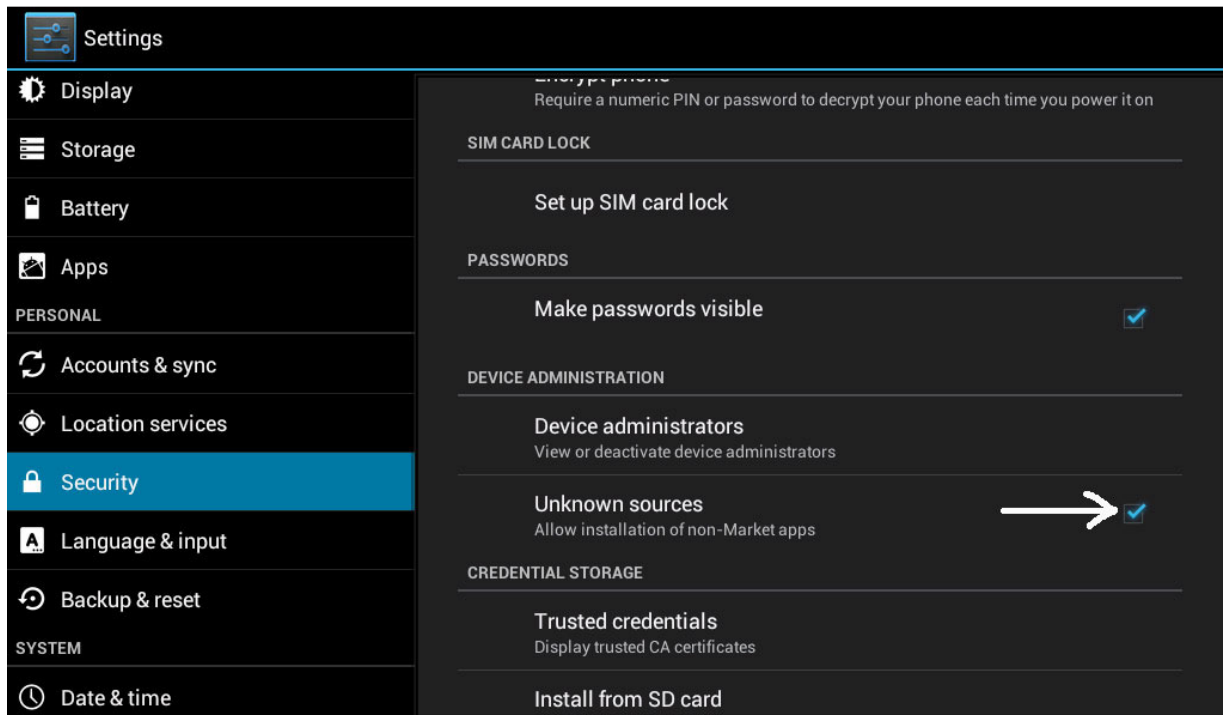 Settings
Display
Storage
Battery
Apps
PERSONAL
Accounts & sync
Location services
Security
Language & input
Backup & reset
SYSTEM
Date & time
Encrypt phone
Require a numeric PIN or password to decrypt your phone each time you power it on
SIM CARD LOCK
Set up SIM card lock
PASSWORDS
Make passwords visible
DEVICE ADMINISTRATION
Device administrators
View or deactivate device administrators
Unknown sources
Allow installation of non-Market apps
CREDENTIAL STORAGE
Trusted credentials
Display trusted CA certificates
Install from SD card